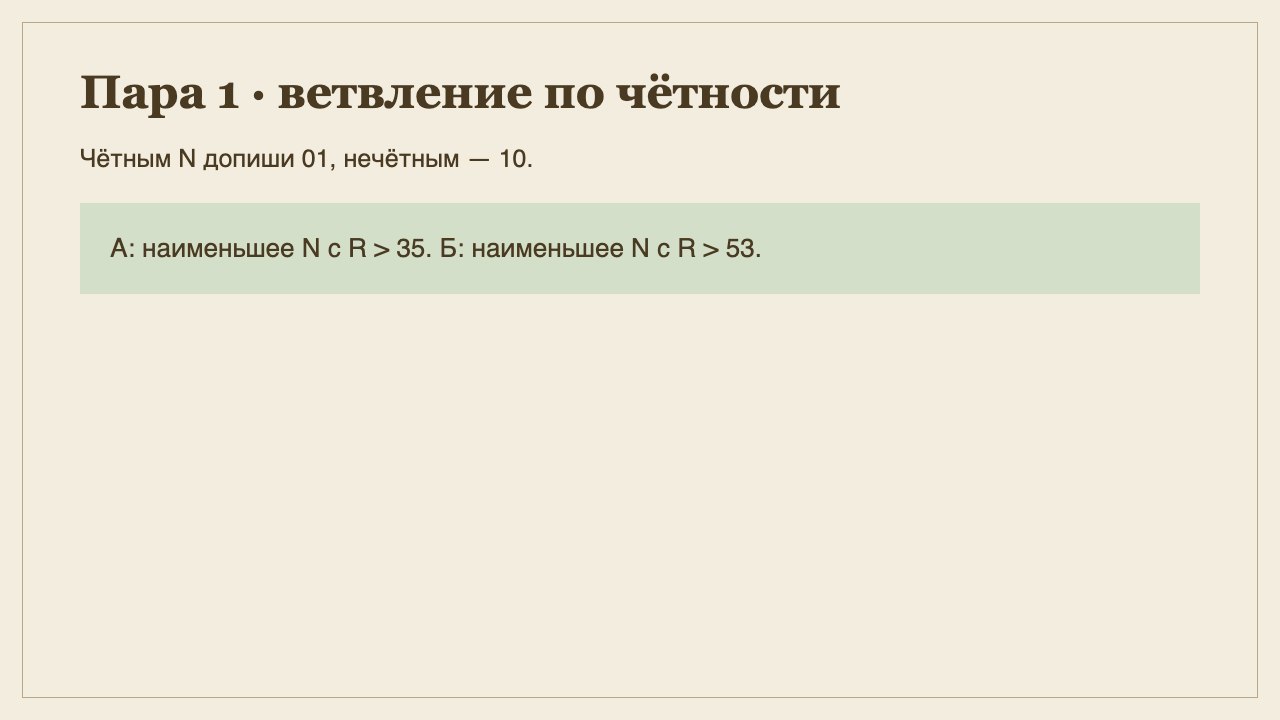 Пара 1 · ветвление по чётности
Чётным N допиши 01, нечётным — 10.
А: наименьшее N с R > 35. Б: наименьшее N с R > 53.